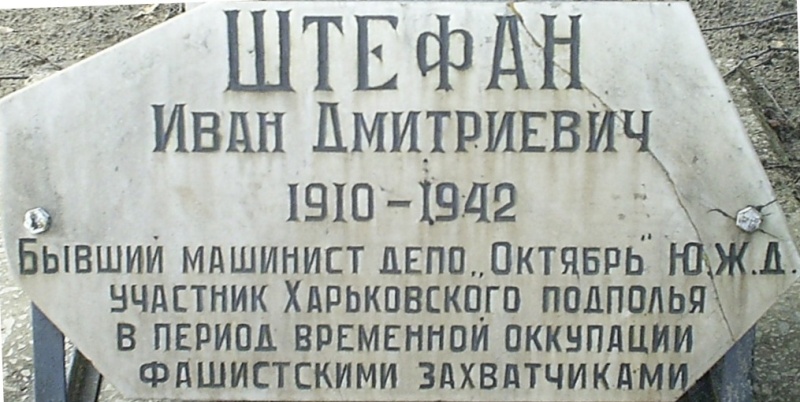 ШТЕФАН
ИВАН ДМИТРИЕВИЧ
1910 – 1942
БЫВШИЙ МАШИНИСТ ДЕПО „ОКТЯБРЬ" Ю.Ж.Д.
УЧАСТНИК ХАРЬКОВСКОГО ПОДПОЛЬЯ
В ПЕРИОД ВРЕМЕННОЙ ОККУПАЦИИ
ФАШИСТСКИМИ ЗАХВАТЧИКАМИ